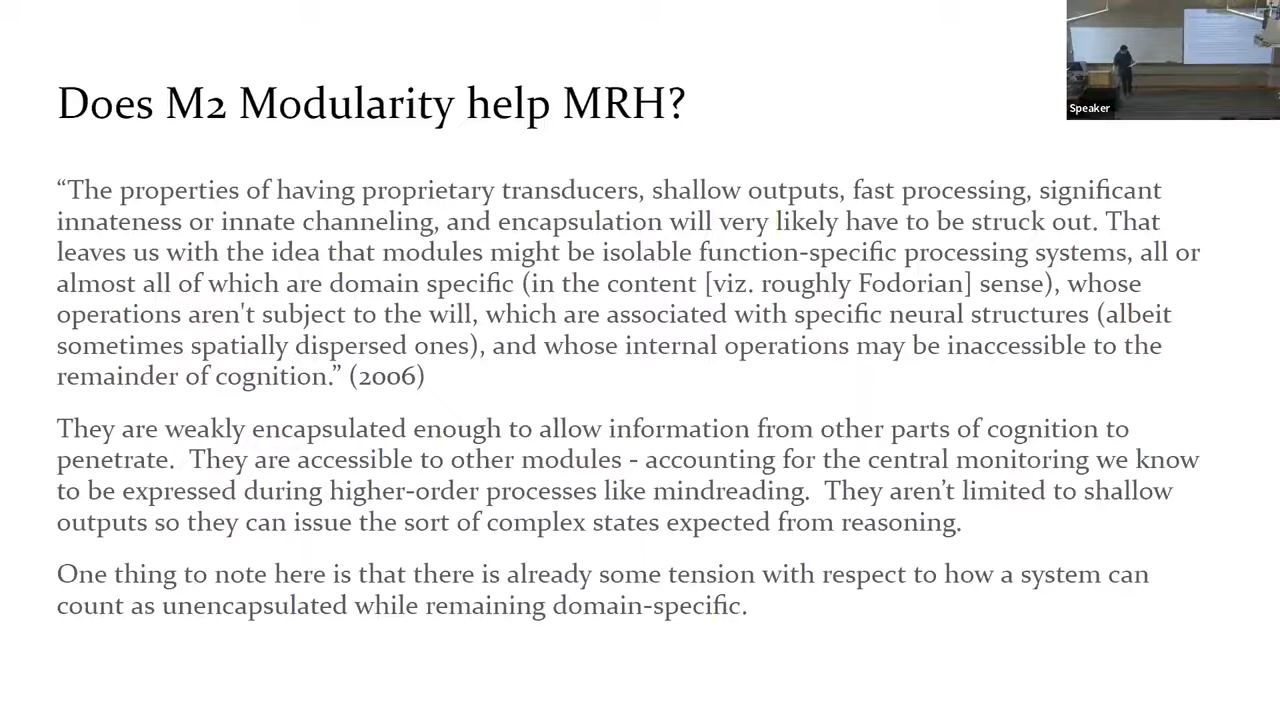 Does M2 Modularity help MRH?
Speaker
“The properties of having proprietary transducers, shallow outputs, fast processing, significant
innateness or innate channeling, and encapsulation will very likely have to be struck out. That
leaves us with the idea that modules might be isolable function-specific processing systems, all or
almost all of which are domain specific (in the content [viz. roughly Fodorian] sense), whose
operations aren't subject to the will, which are associated with specific neural structures (albeit
sometimes spatially dispersed ones), and whose internal operations may be inaccessible to the
remainder of cognition.” (2006)
They are weakly encapsulated enough to allow information from other parts of cognition to
penetrate.  They are accessible to other modules - accounting for the central monitoring we know
to be expressed during higher-order processes like mindreading.  They aren’t limited to shallow
outputs so they can issue the sort of complex states expected from reasoning.
One thing to note here is that there is already some tension with respect to how a system can
count as unencapsulated while remaining domain-specific.